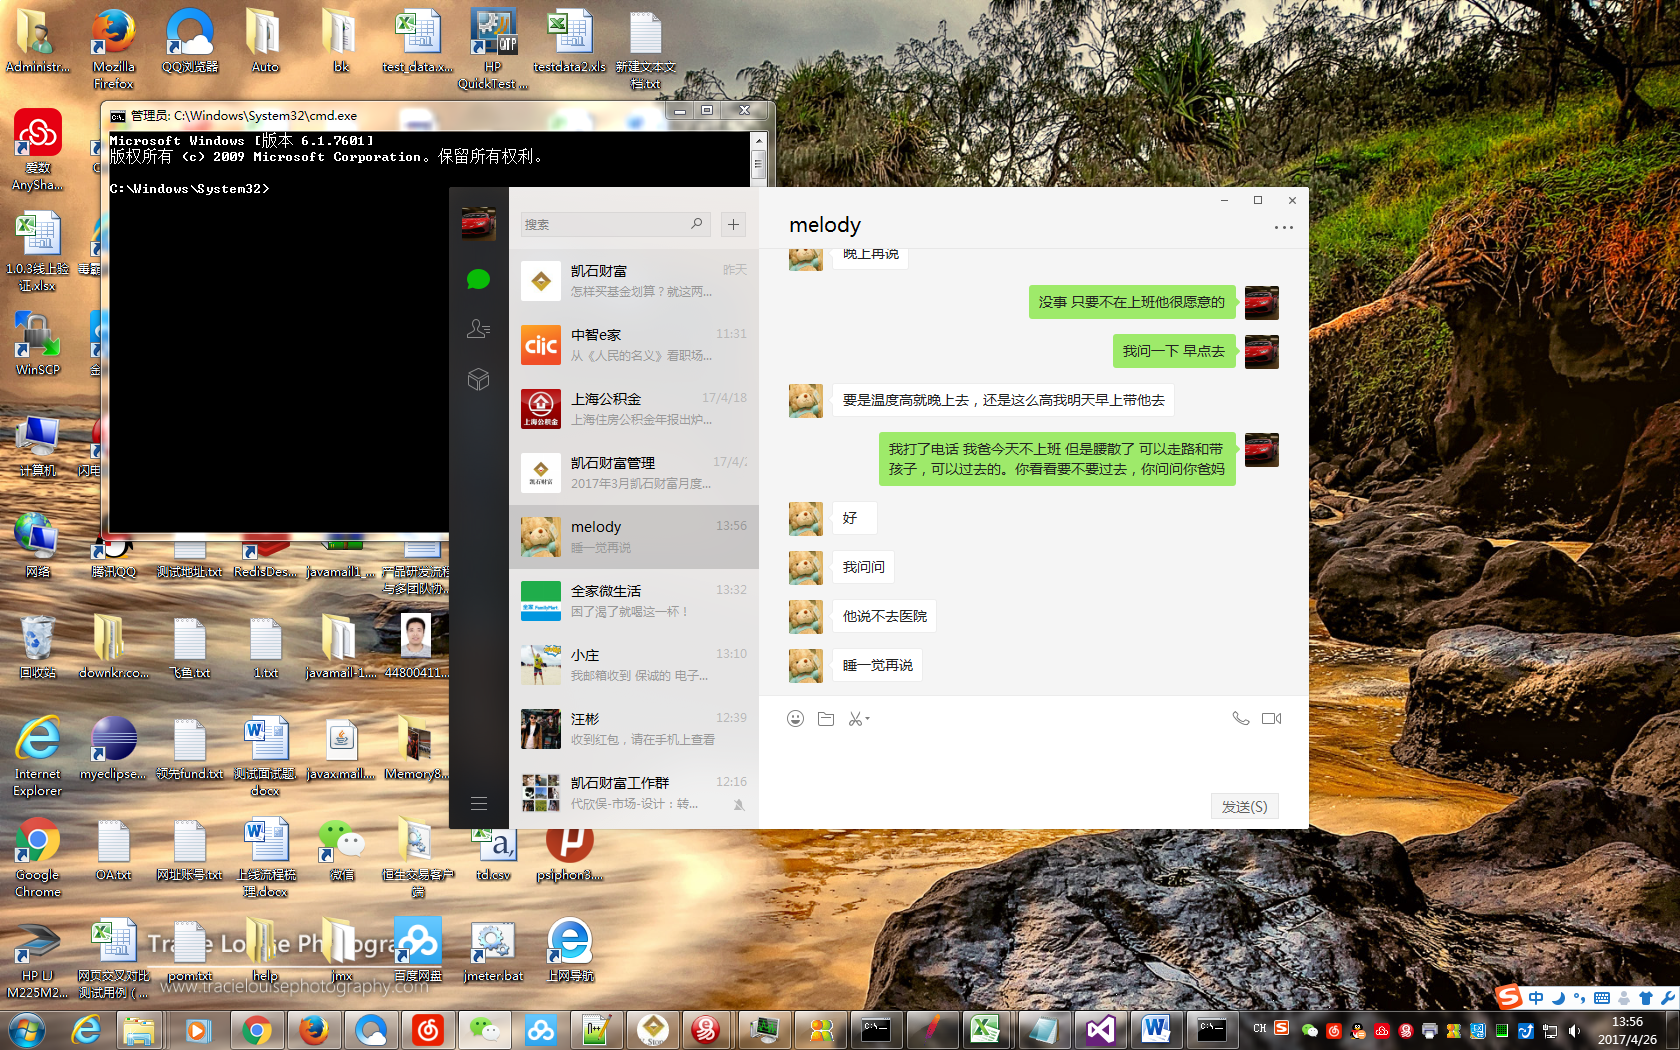 Administr...
Mozilla
Firefox
QQ浏览器
Auto
bk
test_data.x...
HP
QuickTest ...
testdata2.xls
新建文本文
档.txt
爱数
AnySha...
1.0.3线上验
证.xlsx
WinSCP
计算机
网络
腾讯QQ
测试地址.txt
RedisDes...
javamail1_...
产品研发流程
与多团队协...
回收站
downkr.co...
飞鱼.txt
1.txt
javamail-1....
44800411...
Internet
Explorer
myeclipse...
领先fund.txt
测试面试题.
docx
javax.mail....
Memory8...
Google
Chrome
OA.txt
网址账号.txt
上线流程梳
理.docx
微信
恒生交易客户
端
td.csv
psiphon3....
HP LJ
M225M2...
网页交叉对比
测试用例（...
pom.txt
help
jmx
百度网盘
jmeter.bat
上网导航
www.tracielouisephotography.com
管理员: C:\Windows\System32\cmd.exe
Microsoft Windows [版本 6.1.7601]
版权所有 (c) 2009 Microsoft Corporation。保留所有权利。
C:\Windows\System32>
搜索
凯石财富
昨天
怎样买基金划算？就这两...
中智e家
11:31
从《人民的名义》看职场...
ciic
上海公积金
17/4/18
上海住房公积金年报出炉...
上海公积金
凯石财富管理
17/4/2
2017年3月凯石财富月度...
凯石财富
melody
13:56
睡一觉再说
全家微生活
13:32
困了渴了就喝这一杯！
全家 FamilyMart
小庄
13:10
我邮箱收到 保诚的 电子...
汪彬
12:39
收到红包，请在手机上查看
凯石财富工作群
12:16
代欣俣-市场-设计：转...
melody
晚上再说
没事 只要不在上班他很愿意的
我问一下 早点去
要是温度高就晚上去，还是这么高我明天早上带他去
我打了电话 我爸今天不上班 但是腰散了 可以走路和带
孩子，可以过去的。你看看要不要过去，你问问你爸妈
好
我问问
他说不去医院
睡一觉再说
发送(S)
中
CH
13:56
2017/4/26